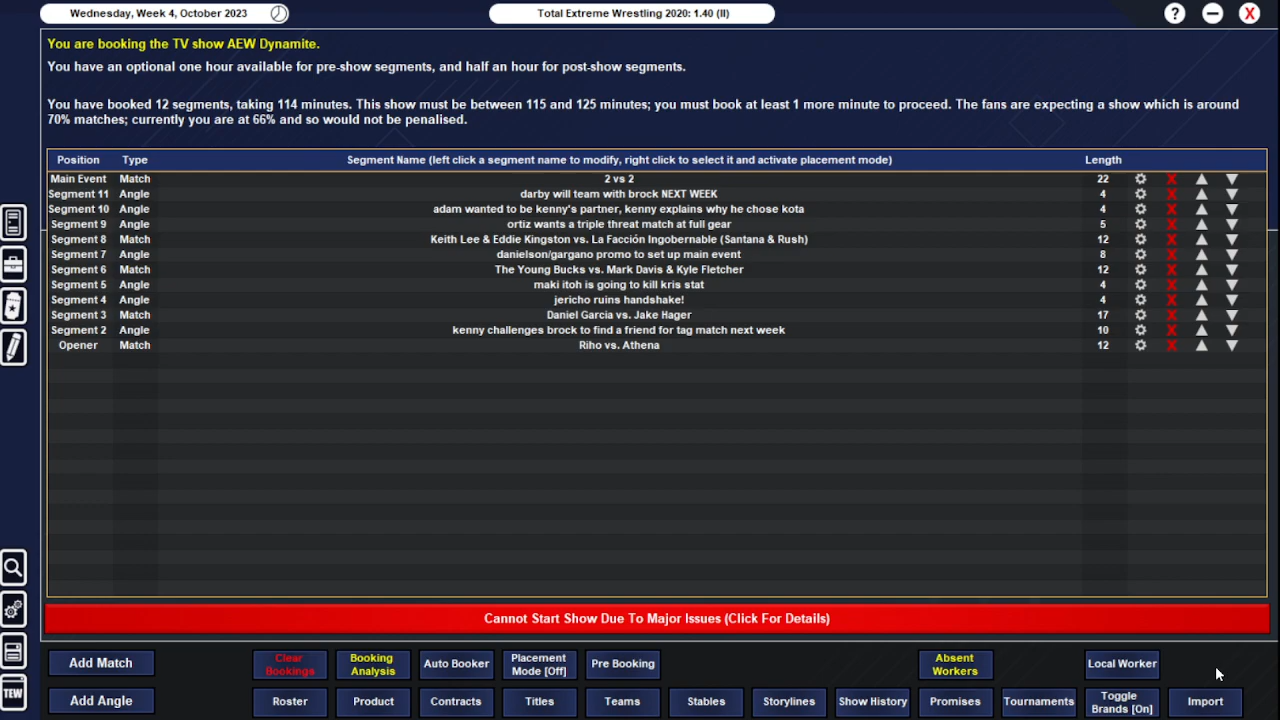 Wednesday, Week 4, October 2023
Total Extreme Wrestling 2020: 1.40 (II)
?
X
You are booking the TV show AEW Dynamite.
You have an optional one hour available for pre-show segments, and half an hour for post-show segments.
You have booked 12 segments, taking 114 minutes. This show must be between 115 and 125 minutes; you must book at least 1 more minute to proceed. The fans are expecting a show which is around
70% matches; currently you are at 66% and so would not be penalised.
Position Type Segment Name (left click a segment name to modify, right click to select it and activate placement mode) Length
Main Event Match 2 vs 2 22 X
Segment 11 Angle darby will team with brock NEXT WEEK 4 X
Segment 10 Angle adam wanted to be kenny's partner, kenny explains why he chose kota 4 X
Segment 9 Angle ortiz wants a triple threat match at full gear 5 X
Segment 8 Match Keith Lee & Eddie Kingston vs. La Facción Ingobernable (Santana & Rush) 12 X
Segment 7 Angle danielson/gargano promo to set up main event 8 X
Segment 6 Match The Young Bucks vs. Mark Davis & Kyle Fletcher 12 X
Segment 5 Angle maki itoh is going to kill kris stat 4 X
Segment 4 Angle jericho ruins handshake! 4 X
Segment 3 Match Daniel Garcia vs. Jake Hager 17 X
Segment 2 Angle kenny challenges brock to find a friend for tag match next week 10 X
Opener Match Riho vs. Athena 12 X
Cannot Start Show Due To Major Issues (Click For Details)
Add Match
Clear
Bookings
Booking
Analysis
Auto Booker
Placement
Mode [Off]
Pre Booking
Absent
Workers
Local Worker
TEW
Add Angle
Roster
Product
Contracts
Titles
Teams
Stables
Storylines
Show History
Promises
Tournaments
Toggle
Brands [On]
Import